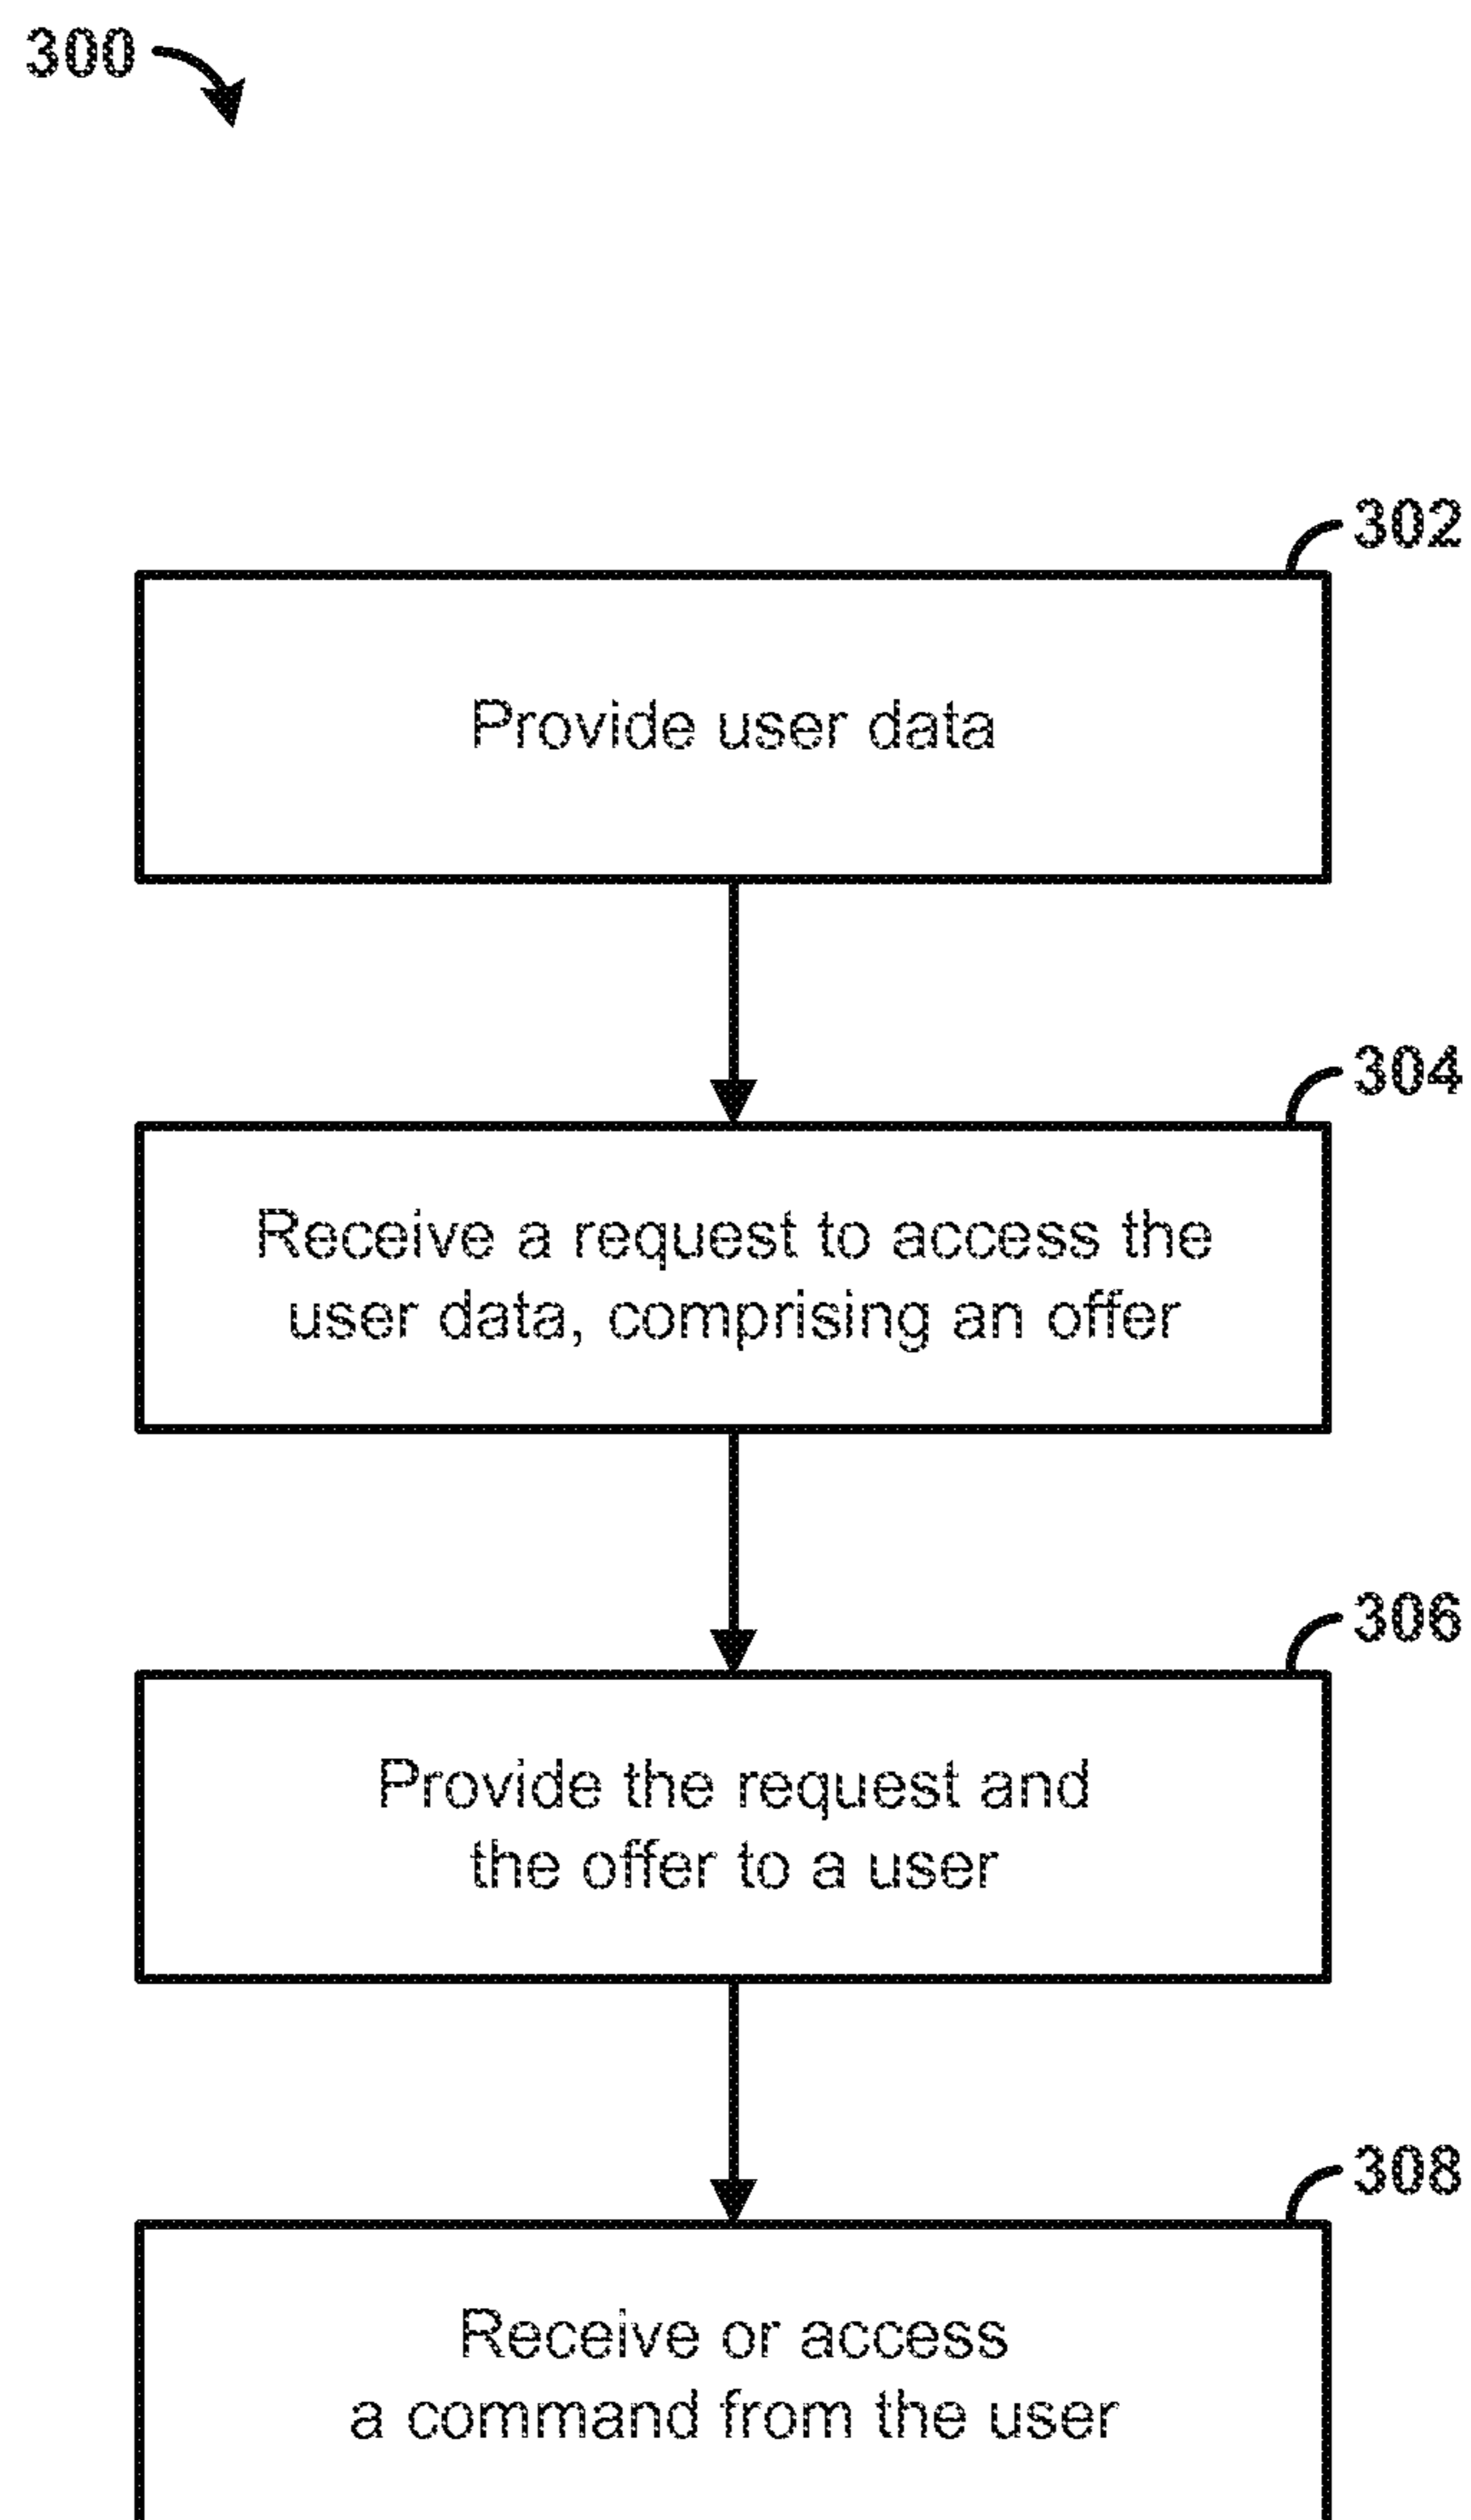 300
302
Provide user data
304
Receive a request to access the
user data, comprising an offer
306
Provide the request and
the offer to a user
308
Receive or access
a command from the user